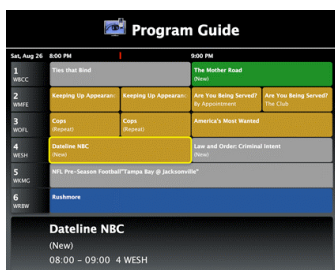 Program Guide
Sat, Aug 26 8:00 PM 9:00 PM
1
WBCC
Ties that Bind
The Mother Road
(New)
2
WMFE
Keeping Up Appearan:
Keeping Up Appearan:
Are You Being Served?
By Appointment
Are You Being Served?
The Club
3
WOFL
Cops
(Repeat)
Cops
(Repeat)
America's Most Wanted
4
WESH
Dateline NBC
(New)
Law and Order: Criminal Intent
(New)
5
WKMG
NFL Pre-Season Football"Tampa Bay @ Jacksonville"
6
WRBW
Rushmore
Dateline NBC
(New)
08:00 - 09:00 4 WESH